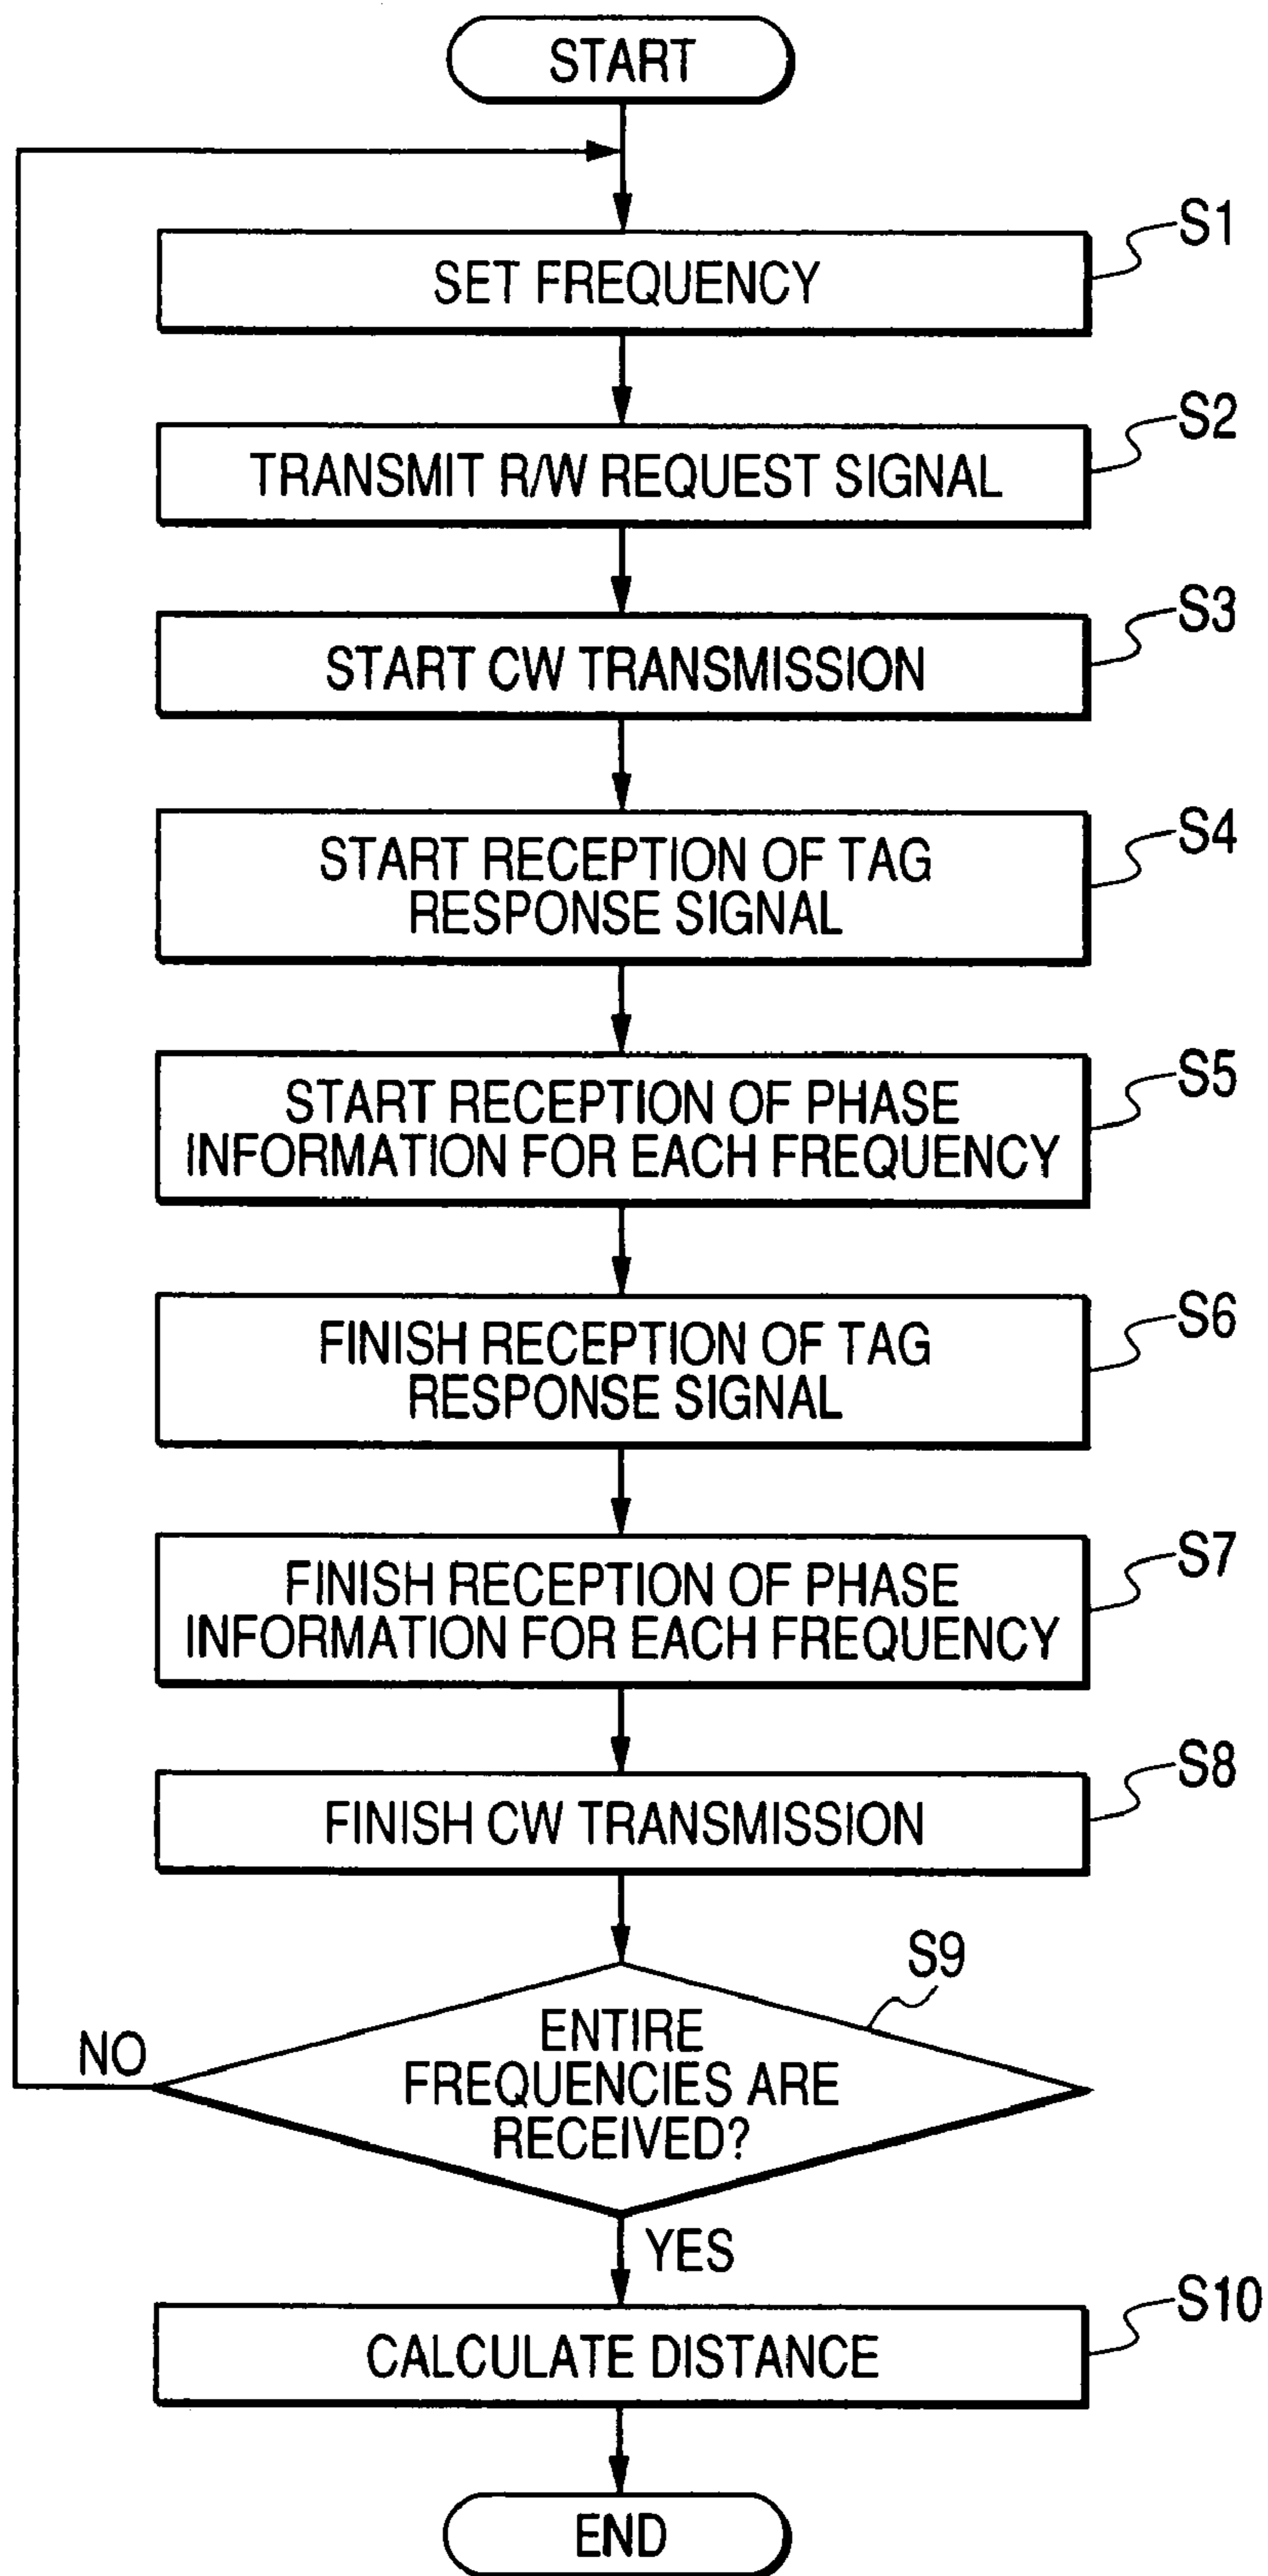 START
S1
SET FREQUENCY
S2
TRANSMIT R/W REQUEST SIGNAL
S3
START CW TRANSMISSION
S4
START RECEPTION OF TAG
RESPONSE SIGNAL
S5
START RECEPTION OF PHASE
INFORMATION FOR EACH FREQUENCY
S6
FINISH RECEPTION OF TAG
RESPONSE SIGNAL
S7
FINISH RECEPTION OF PHASE
INFORMATION FOR EACH FREQUENCY
S8
FINISH CW TRANSMISSION
S9
ENTIRE
FREQUENCIES ARE
RECEIVED?
NO
YES
S10
CALCULATE DISTANCE
END